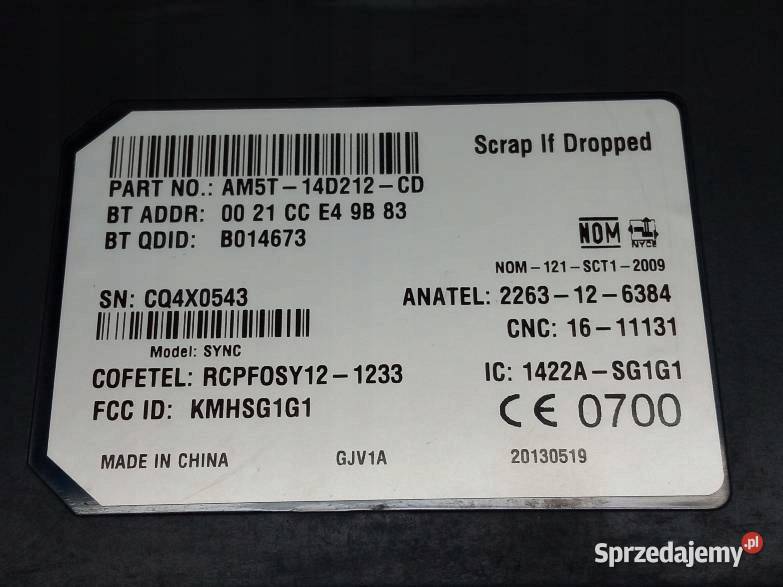 Scrap If Dropped
PART NO.: AM5T-14D212-CD
BT ADDR: 00 21 CC E4 9B 83
BT QDID: B014673
NOM
NYCE
NOM-121-SCT1-2009
SN: CQ4X0543
ANATEL: 2263-12-6384
CNC: 16-11131
Model: SYNC
COFETEL: RCPFOSY12-1233
IC: 1422A-SG1G1
FCC ID: KMHSG1G1
CE 0700
MADE IN CHINA GJV1A 20130519
Sprzedajemy.pl